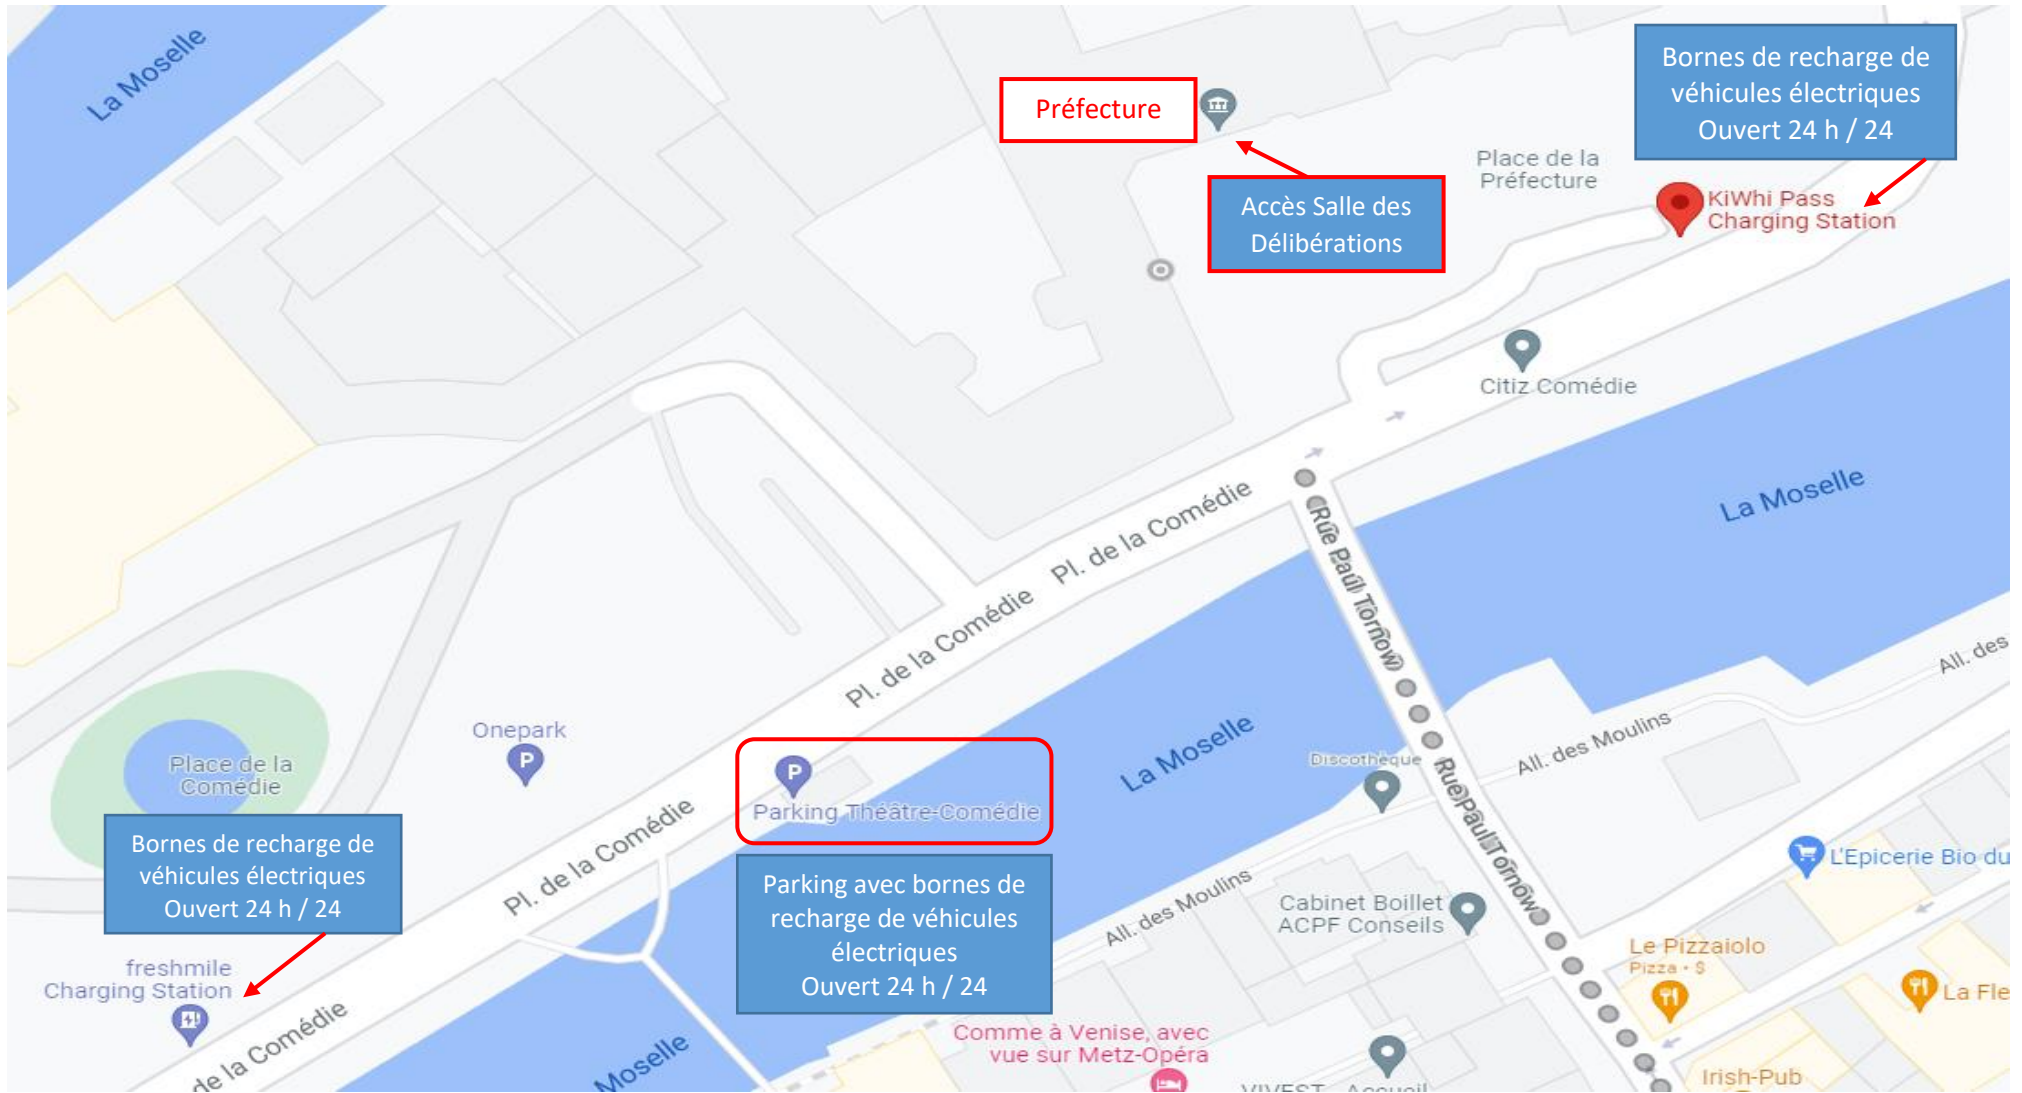 La Moselle
Préfecture
Bornes de recharge de
véhicules électriques
Ouvert 24 h / 24
Place de la
Préfecture
Accès Salle des
Délibérations
KiWhi Pass
Charging Station
Citiz Comédie
La Moselle
Pl. de la Comédie
Pl. de la Comédie
Rue Paul Tornow
All. des
Onepark
P
Place de la
Comédie
P
Parking Théâtre-Comédie
La Moselle
Discothèque
All. des Moulins
Rue Paul Tornow
Pl. de la Comédie
Bornes de recharge de
véhicules électriques
Ouvert 24 h / 24
Parking avec bornes de
recharge de véhicules
électriques
Ouvert 24 h / 24
All. des Moulins
Cabinet Boillet
ACPF Conseils
L'Epicerie Bio du
Le Pizzaiolo
Pizza · $
La Fle
freshmile
Charging Station
de la Comédie
Moselle
Comme à Venise, avec
vue sur Metz-Opéra
Irish-Pub